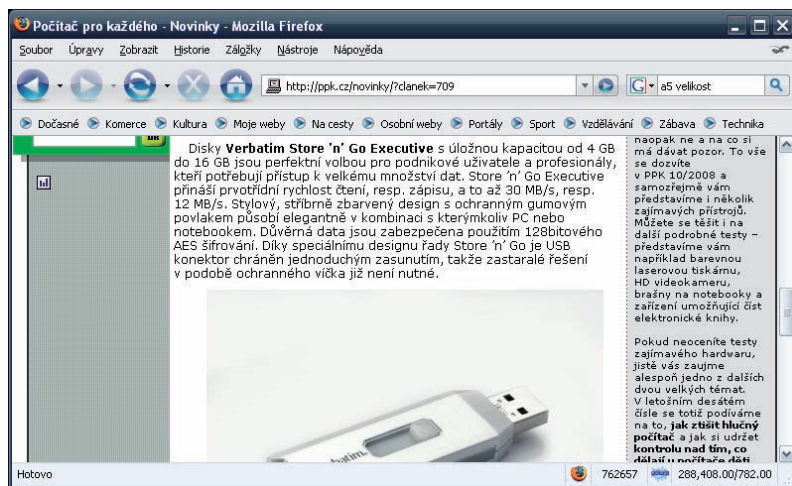 Počítač pro každého - Novinky - Mozilla Firefox
Soubor Úpravy Zobrazit Historie Záložky Nástroje Nápověda
http://ppk.cz/novinky/?clanek=709
G a5 velikost
Dočasné Komerce Kultura Moje weby Na cesty Osobní weby Portály Sport Vzdělávání Zábava Technika
OK
Disky Verbatim Store 'n' Go Executive s úložnou kapacitou od 4 GB
do 16 GB jsou perfektní volbou pro podnikové uživatele a profesionály,
kteří potřebují přístup k velkému množství dat. Store 'n' Go Executive
přináší prvotřídní rychlost čtení, resp. zápisu, a to až 30 MB/s, resp.
12 MB/s. Stylový, stříbrně zbarvený design s ochranným gumovým
povlakem působí elegantně v kombinaci s kterýmkoliv PC nebo
notebookem. Důvěrná data jsou zabezpečena použitím 128bitového
AES šifrování. Díky speciálnímu designu řady Store 'n' Go je USB
konektor chráněn jednoduchým zasunutím, takže zastaralé řešení
v podobě ochranného víčka již není nutné.
naopak ne a na co si
má dávat pozor. To vše
se dozvíte
v PPK 10/2008 a
samozřejmě vám
představíme i několik
zajímavých přístrojů.
Můžete se těšit i na
další podrobné testy –
představíme vám
například barevnou
laserovou tiskárnu,
HD videokameru,
brašny na notebooky a
zařízení umožňující číst
elektronické knihy.
Pokud neoceníte testy
zajímavého hardwaru,
jistě vás zaujme
alespoň jedno z dalších
dvou velkých témat.
V letošním desátém
čísle se totiž podíváme
na to, jak ztišit hlučný
počítač a jak si udržet
kontrolu nad tím, co
dělají u počítače děti
batim.
Hotovo
762657 288,408.00/782.00